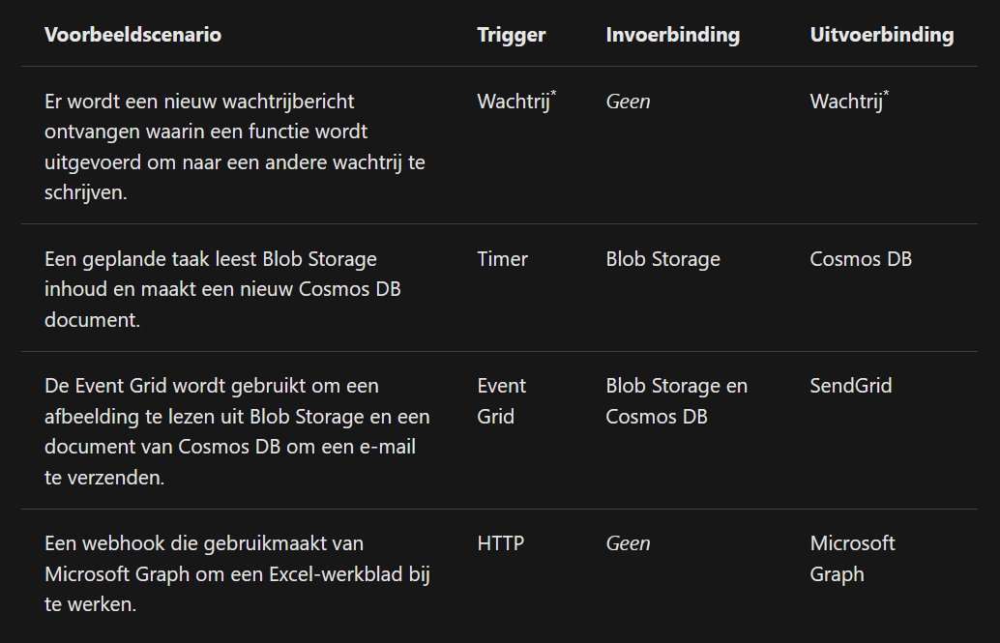 Voorbeeldscenario Trigger Invoerbinding Uitvoerbinding
Er wordt een nieuw wachtrijbericht Wachtrij* Geen Wachtrij*
ontvangen waarin een functie wordt
uitgevoerd om naar een andere wachtrij te
schrijven.
Een geplande taak leest Blob Storage Timer Blob Storage Cosmos DB
inhoud en maakt een nieuw Cosmos DB
document.
De Event Grid wordt gebruikt om een Event Blob Storage en SendGrid
afbeelding te lezen uit Blob Storage en een Grid Cosmos DB
document van Cosmos DB om een e-mail
te verzenden.
Een webhook die gebruikmaakt van HTTP Geen Microsoft
Microsoft Graph om een Excel-werkblad bij Graph
te werken.